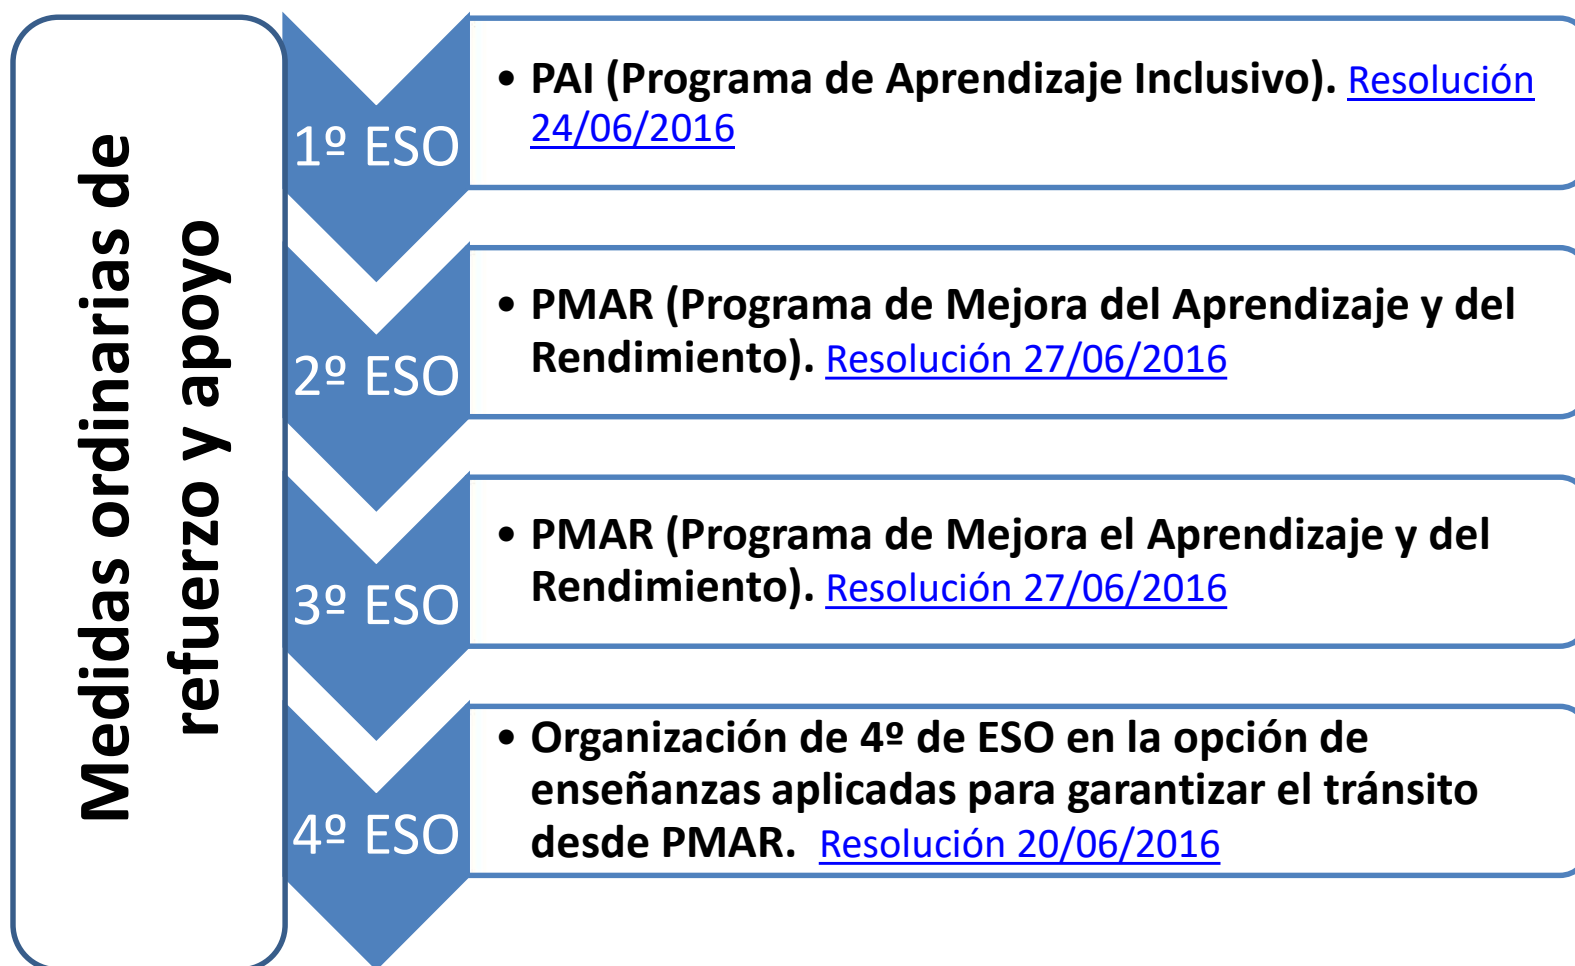 Medidas ordinarias de
refuerzo y apoyo
1º ESO
• PAI (Programa de Aprendizaje Inclusivo). Resolución
24/06/2016
2º ESO
• PMAR (Programa de Mejora del Aprendizaje y del
Rendimiento). Resolución 27/06/2016
3º ESO
• PMAR (Programa de Mejora el Aprendizaje y del
Rendimiento). Resolución 27/06/2016
4º ESO
• Organización de 4º de ESO en la opción de
enseñanzas aplicadas para garantizar el tránsito
desde PMAR. Resolución 20/06/2016